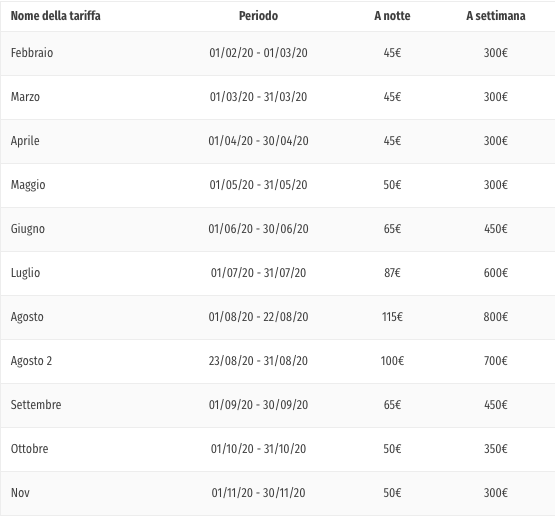 Nome della tariffa Periodo A notte A settimana
Febbraio 01/02/20 - 01/03/20 45€ 300€
Marzo 01/03/20 - 31/03/20 45€ 300€
Aprile 01/04/20 - 30/04/20 45€ 300€
Maggio 01/05/20 - 31/05/20 50€ 300€
Giugno 01/06/20 - 30/06/20 65€ 450€
Luglio 01/07/20 - 31/07/20 87€ 600€
Agosto 01/08/20 - 22/08/20 115€ 800€
Agosto 2 23/08/20 - 31/08/20 100€ 700€
Settembre 01/09/20 - 30/09/20 65€ 450€
Ottobre 01/10/20 - 31/10/20 50€ 350€
Nov 01/11/20 - 30/11/20 50€ 300€